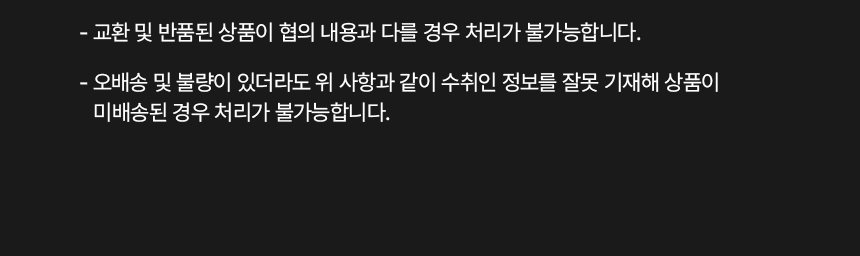 - 교환 및 반품된 상품이 협의 내용과 다를 경우 처리가 불가능합니다.
- 오배송 및 불량이 있더라도 위 사항과 같이 수취인 정보를 잘못 기재해 상품이
미배송된 경우 처리가 불가능합니다.